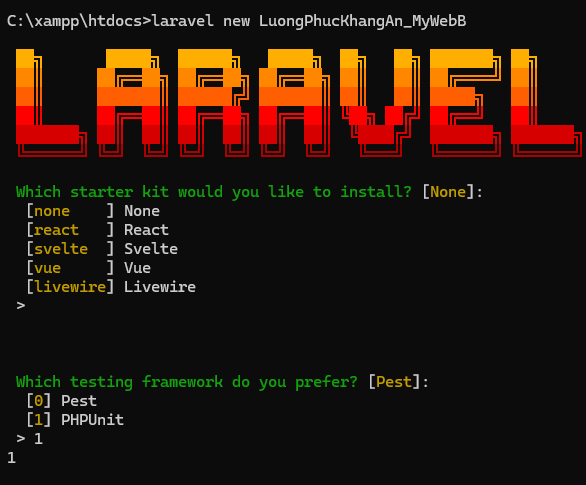 C:\xampp\htdocs>laravel new LuongPhucKhangAn_MyWebB
LARAVEL
Which starter kit would you like to install? [None]:
[none    ] None
[react   ] React
[svelte  ] Svelte
[vue     ] Vue
[livewire] Livewire
>
Which testing framework do you prefer? [Pest]:
[0] Pest
[1] PHPUnit
> 1
1